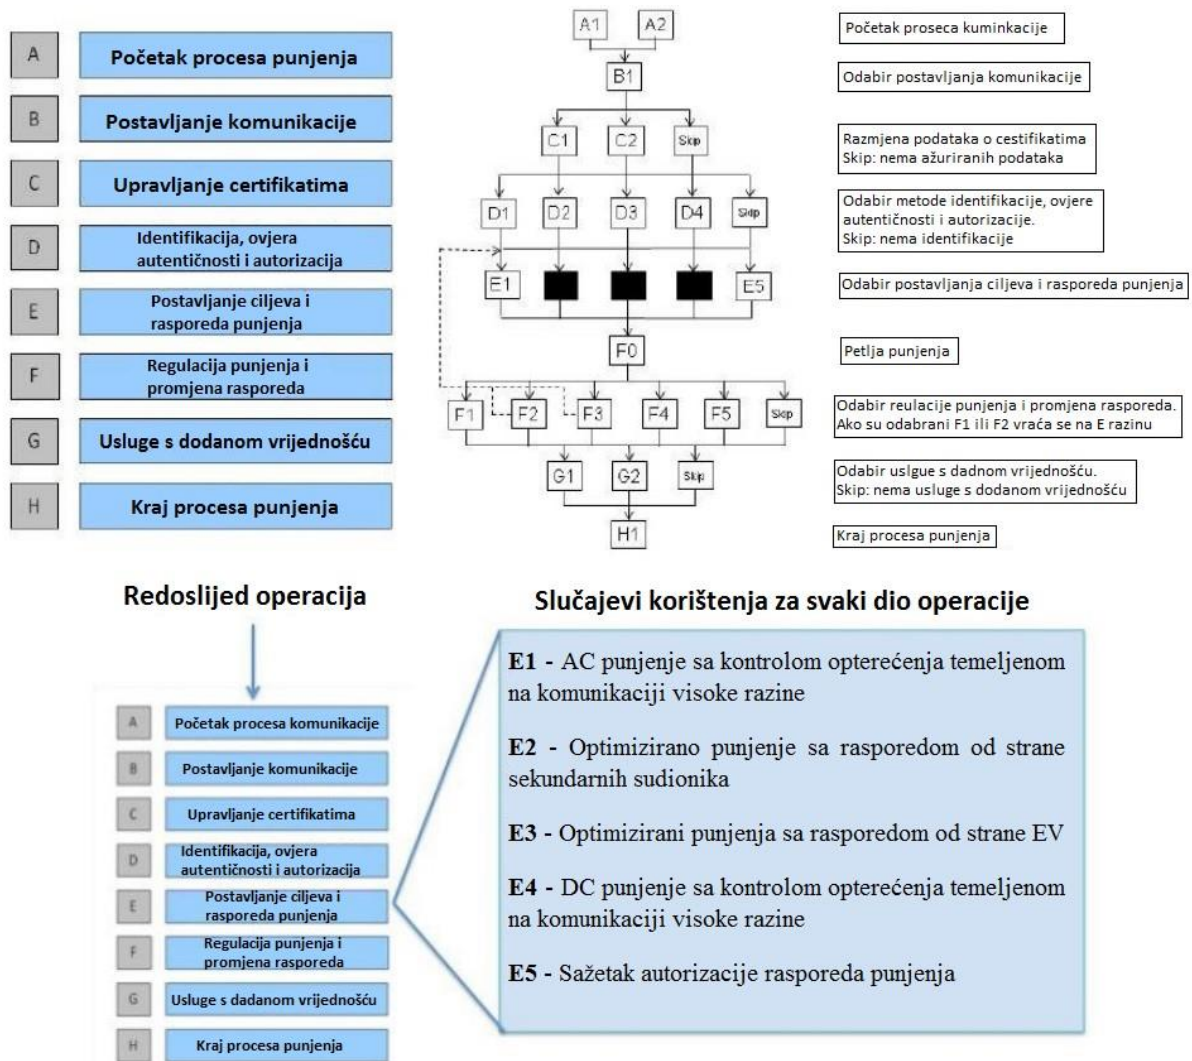 A
Početak procesa punjenja
B
Postavljanje komunikacije
C
Upravljanje certifikatima
D
Identifikacija, ovjera
autentičnosti i autorizacija
E
Postavljanje ciljeva i
rasporeda punjenja
F
Regulacija punjenja i
promjena rasporeda
G
Usluge s dodanom vrijednošću
H
Kraj procesa punjenja
A1 A2
B1
C1 C2 Skip
D1 D2 D3 D4 Skip
E1 E5
F0
F1 F2 F3 F4 F5 Skip
G1 G2 Skip
H1
Početak proseca kuminkacije
Odabir postavljanja komunikacije
Razmjena podataka o cestifikatima
Skip: nema ažuriranih podataka
Odabir metode identifikacije, ovjere
autentičnosti i autorizacije.
Skip: nema identifikacije
Odabir postavljanja ciljeva i rasporeda punjenja
Petlja punjenja
Odabir reulacije punjenja i promjena rasporeda.
Ako su odabrani F1 ili F2 vraća se na E razinu
Odabir uslgue s dadnom vrijednošću.
Skip: nema usluge s dodanom vrijednošću
Kraj procesa punjenja
Redoslijed operacija
A
Početak procesa komunikacije
B
Postavljanje komunikacije
C
Upravljanje certifikatima
D
Identifikacija, ovjera
autentičnosti i autorizacija
E
Postavljanje ciljeva i
rasporeda punjenja
F
Regulacija punjenja i
promjena rasporeda
G
Usluge s dadanom vrijednošću
H
Kraj procesa punjenja
Slučajevi korištenja za svaki dio operacije
E1 - AC punjenje sa kontrolom opterećenja temeljenom
na komunikaciji visoke razine
E2 - Optimizirano punjenje sa rasporedom od strane
sekundarnih sudionika
E3 - Optimizirani punjenja sa rasporedom od strane EV
E4 - DC punjenje sa kontrolom opterećenja temeljenom
na komunikaciji visoke razine
E5 - Sažetak autorizacije rasporeda punjenja